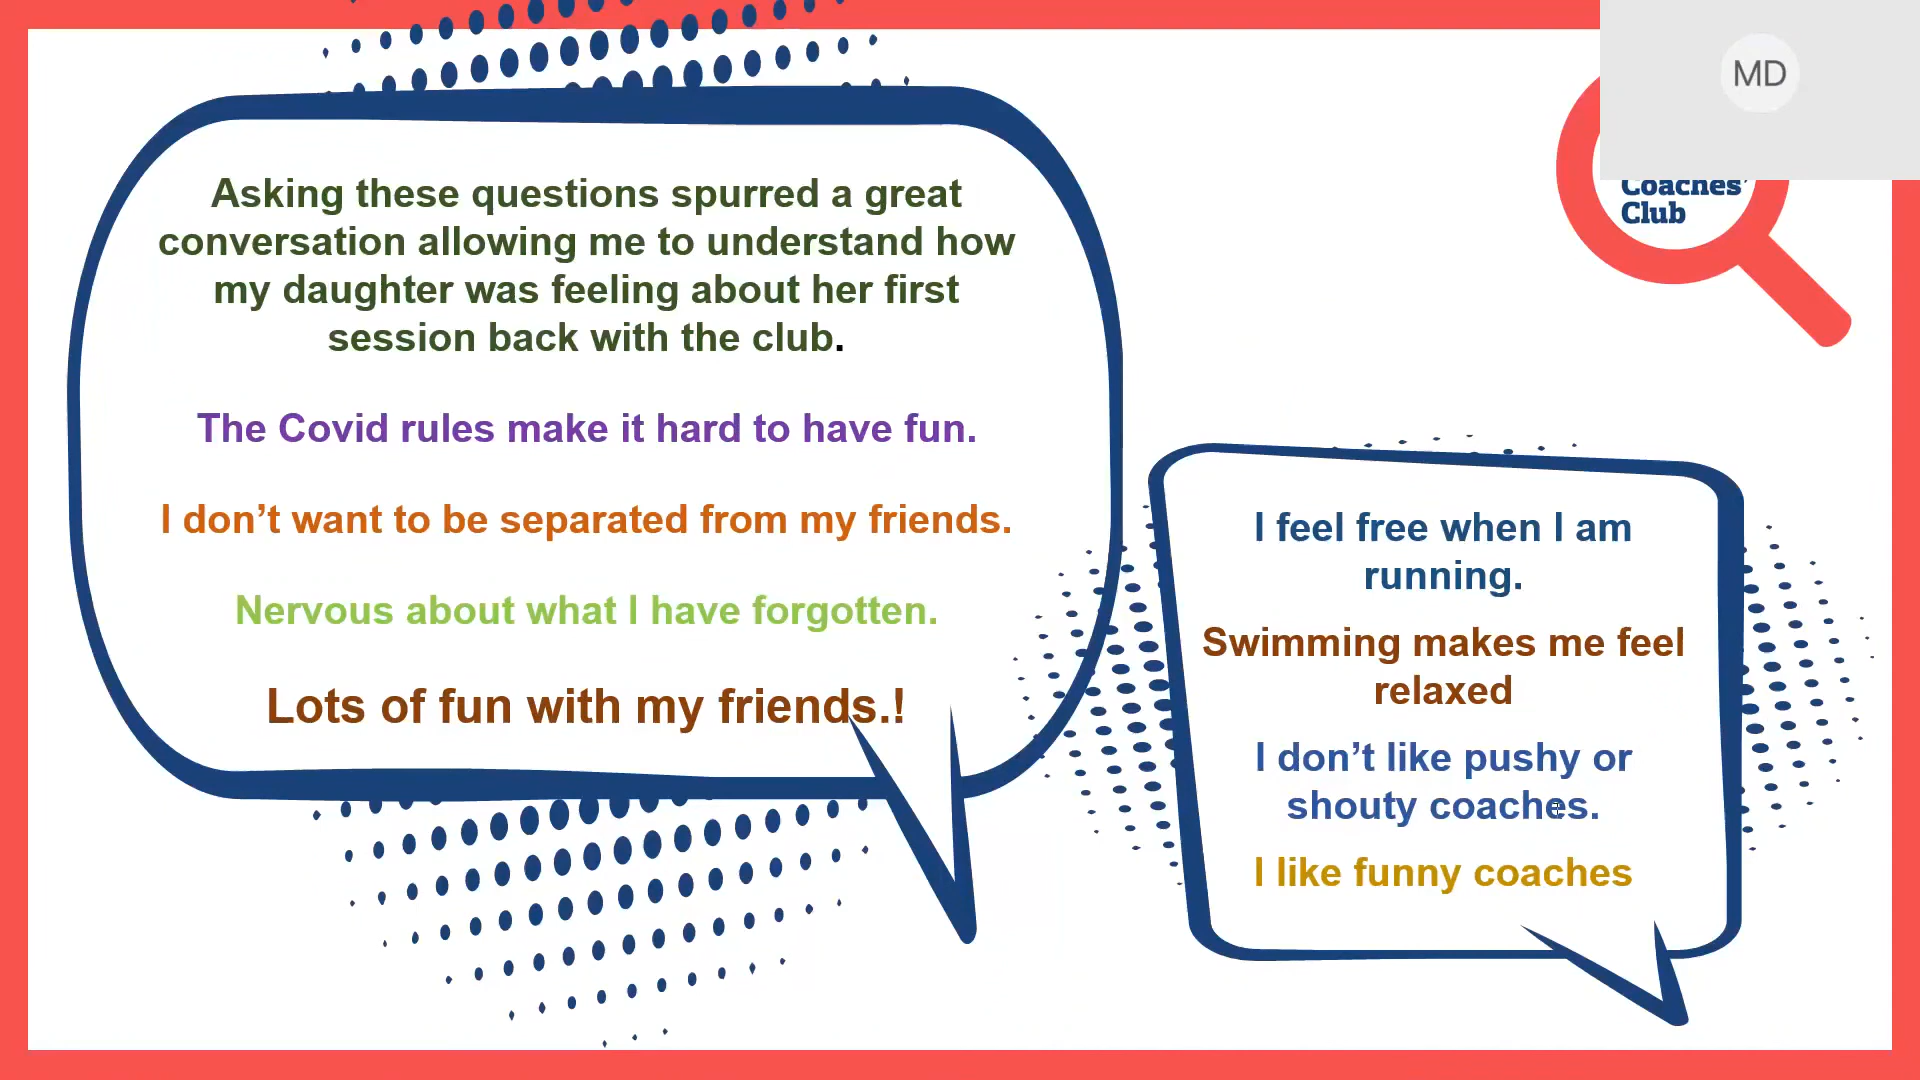 MD
Coaches'
Club
Asking these questions spurred a great
conversation allowing me to understand how
my daughter was feeling about her first
session back with the club.
The Covid rules make it hard to have fun.
I don’t want to be separated from my friends.
Nervous about what I have forgotten.
Lots of fun with my friends.!
I feel free when I am
running.
Swimming makes me feel
relaxed
I don’t like pushy or
shouty coaches.
I like funny coaches